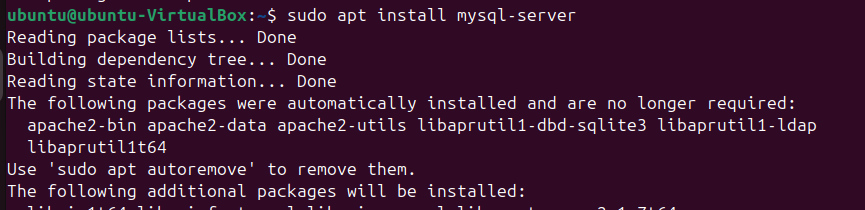 ubuntu@ubuntu-VirtualBox:~$ sudo apt install mysql-server
Reading package lists... Done
Building dependency tree... Done
Reading state information... Done
The following packages were automatically installed and are no longer required:
  apache2-bin apache2-data apache2-utils libaprutil1-dbd-sqlite3 libaprutil1-ldap
  libaprutil1t64
Use 'sudo apt autoremove' to remove them.
The following additional packages will be installed: